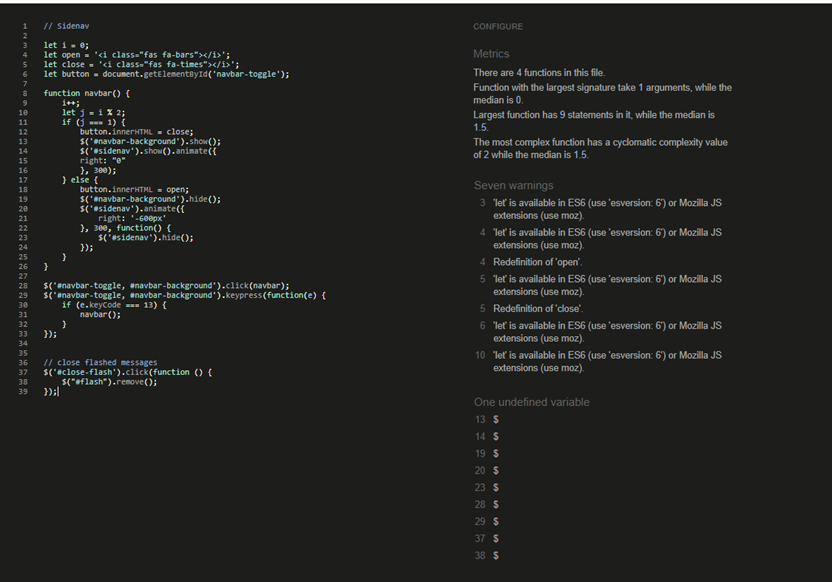 1 // Sidenav
2
3 let i = 0;
4 let open = '<i class="fas fa-bars"></i>';
5 let close = '<i class="fas fa-times"></i>';
6 let button = document.getElementById('navbar-toggle');
7
8 function navbar() {
9 i++;
10 let j = i % 2;
11 if (j === 1) {
12 button.innerHTML = close;
13 $('#navbar-background').show();
14 $('#sidenav').show().animate({
15 right: "0"
16 }, 300);
17 } else {
18 button.innerHTML = open;
19 $('#navbar-background').hide();
20 $('#sidenav').animate({
21 right: '-600px'
22 }, 300, function() {
23 $('#sidenav').hide();
24 });
25 }
26 }
27
28 $('#navbar-toggle, #navbar-background').click(navbar);
29 $('#navbar-toggle, #navbar-background').keypress(function(e) {
30 if (e.keyCode === 13) {
31 navbar();
32 }
33 });
34
35
36 // close flashed messages
37 $('#close-flash').click(function () {
38 $("#flash").remove();
39 });
CONFIGURE
Metrics
There are 4 functions in this file.
Function with the largest signature take 1 arguments, while the
median is 0.
Largest function has 9 statements in it, while the median is
1.5.
The most complex function has a cyclomatic complexity value
of 2 while the median is 1.5.
Seven warnings
3 'let' is available in ES6 (use 'esversion: 6') or Mozilla JS
extensions (use moz).
4 'let' is available in ES6 (use 'esversion: 6') or Mozilla JS
extensions (use moz).
4 Redefinition of 'open'.
5 'let' is available in ES6 (use 'esversion: 6') or Mozilla JS
extensions (use moz).
5 Redefinition of 'close'.
6 'let' is available in ES6 (use 'esversion: 6') or Mozilla JS
extensions (use moz).
10 'let' is available in ES6 (use 'esversion: 6') or Mozilla JS
extensions (use moz).
One undefined variable
13 $
14 $
19 $
20 $
23 $
28 $
29 $
37 $
38 $